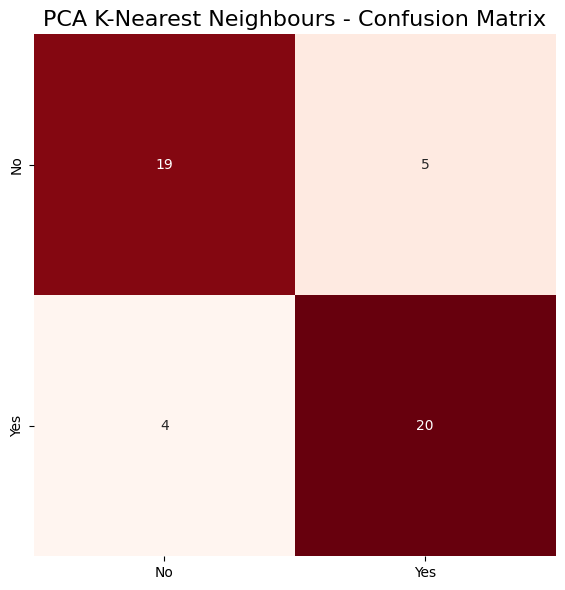 PCA K-Nearest Neighbours - Confusion Matrix
No
19
5
Yes
4
20
No
Yes